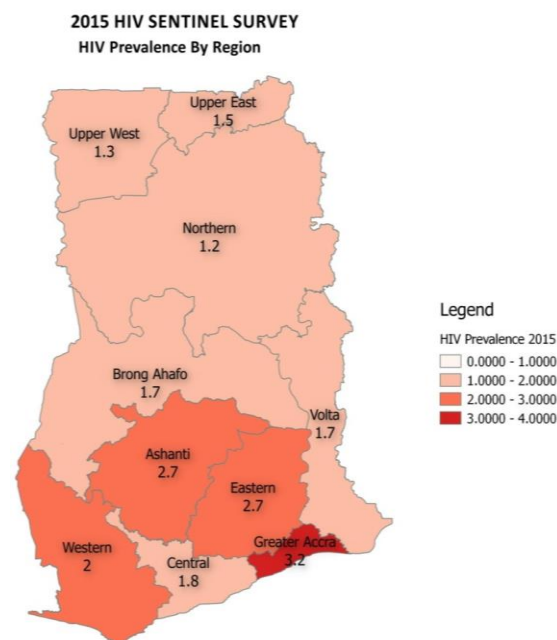 2015 HIV SENTINEL SURVEY
HIV Prevalence By Region
Upper East
1.5
Upper West
1.3
Northern
1.2
Brong Ahafo
1.7
Volta
1.7
Ashanti
2.7
Eastern
2.7
Western
2
Central
1.8
Greater Accra
3.2
Legend
HIV Prevalence 2015
0.0000 - 1.0000
1.0000 - 2.0000
2.0000 - 3.0000
3.0000 - 4.0000